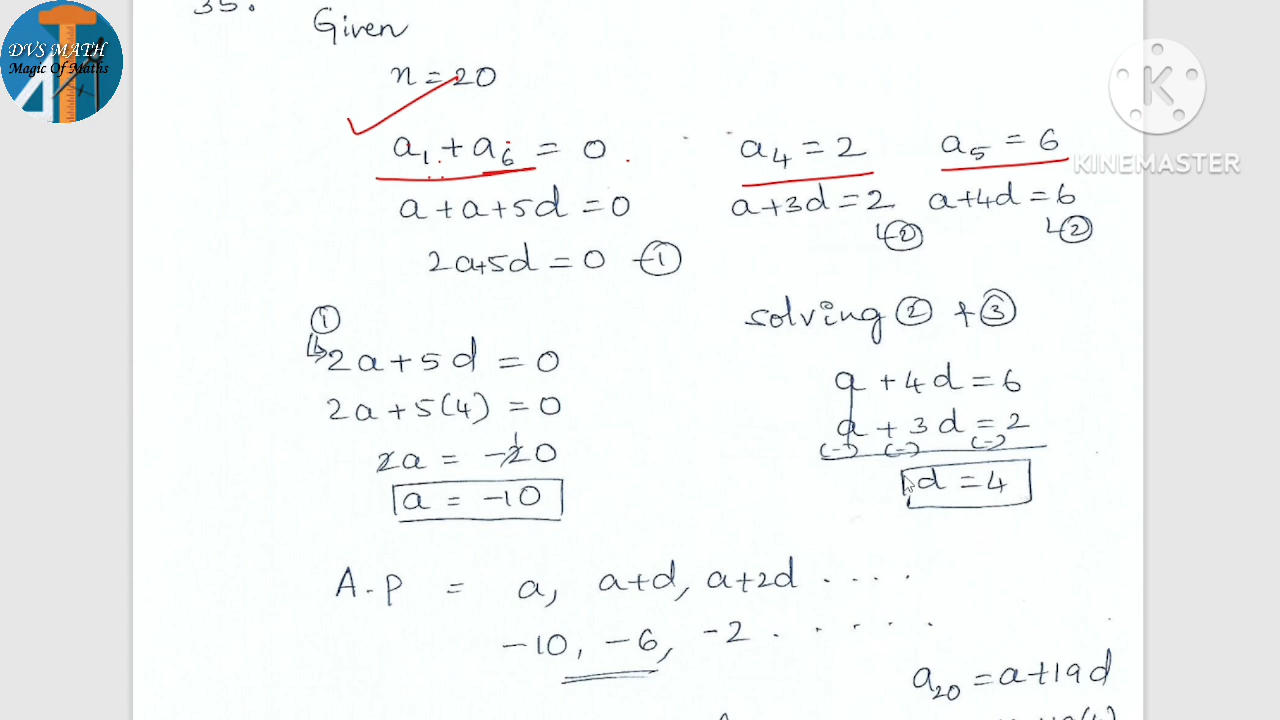 35.
DVS MATH
Magic Of Maths
K
KINEMASTER
Given
n = 20
a₁ + a₆ = 0
a₄ = 2
a₅ = 6
a + a + 5d = 0
a + 3d = 2
a + 4d = 6
②
②
2a + 5d = 0 — ①
①
solving ② + ③
2a + 5d = 0
a + 4d = 6
2a + 5(4) = 0
a + 3d = 2
(-) (-) (-)
2a = -20
d = 4
a = -10
A.P = a, a+d, a+2d ....
-10, -6, -2 . . . . .
a₂₀ = a + 19d